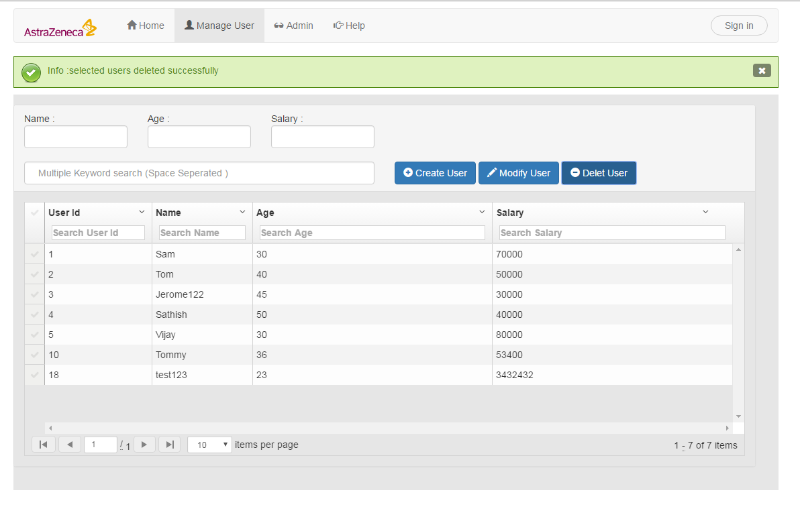 AstraZeneca Home Manage User Admin Help Sign in
Info :selected users deleted successfully
Name : Age : Salary :
Multiple Keyword search (Space Seperated ) Create User Modify User Delet User
User Id Name Age Salary
Search User Id Search Name Search Age Search Salary
1 Sam 30 70000
2 Tom 40 50000
3 Jerome122 45 30000
4 Sathish 50 40000
5 Vijay 30 80000
10 Tommy 36 53400
18 test123 23 3432432
1 / 1 10 items per page 1 - 7 of 7 items